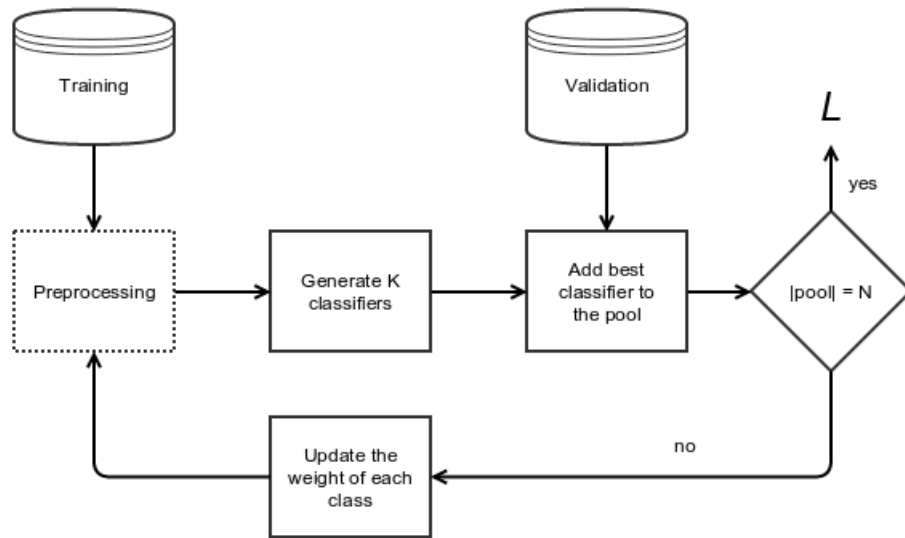 Training
Validation
L
yes
Preprocessing
Generate K
classifiers
Add best
classifier to
the pool
|pool| = N
no
Update the
weight of each
class